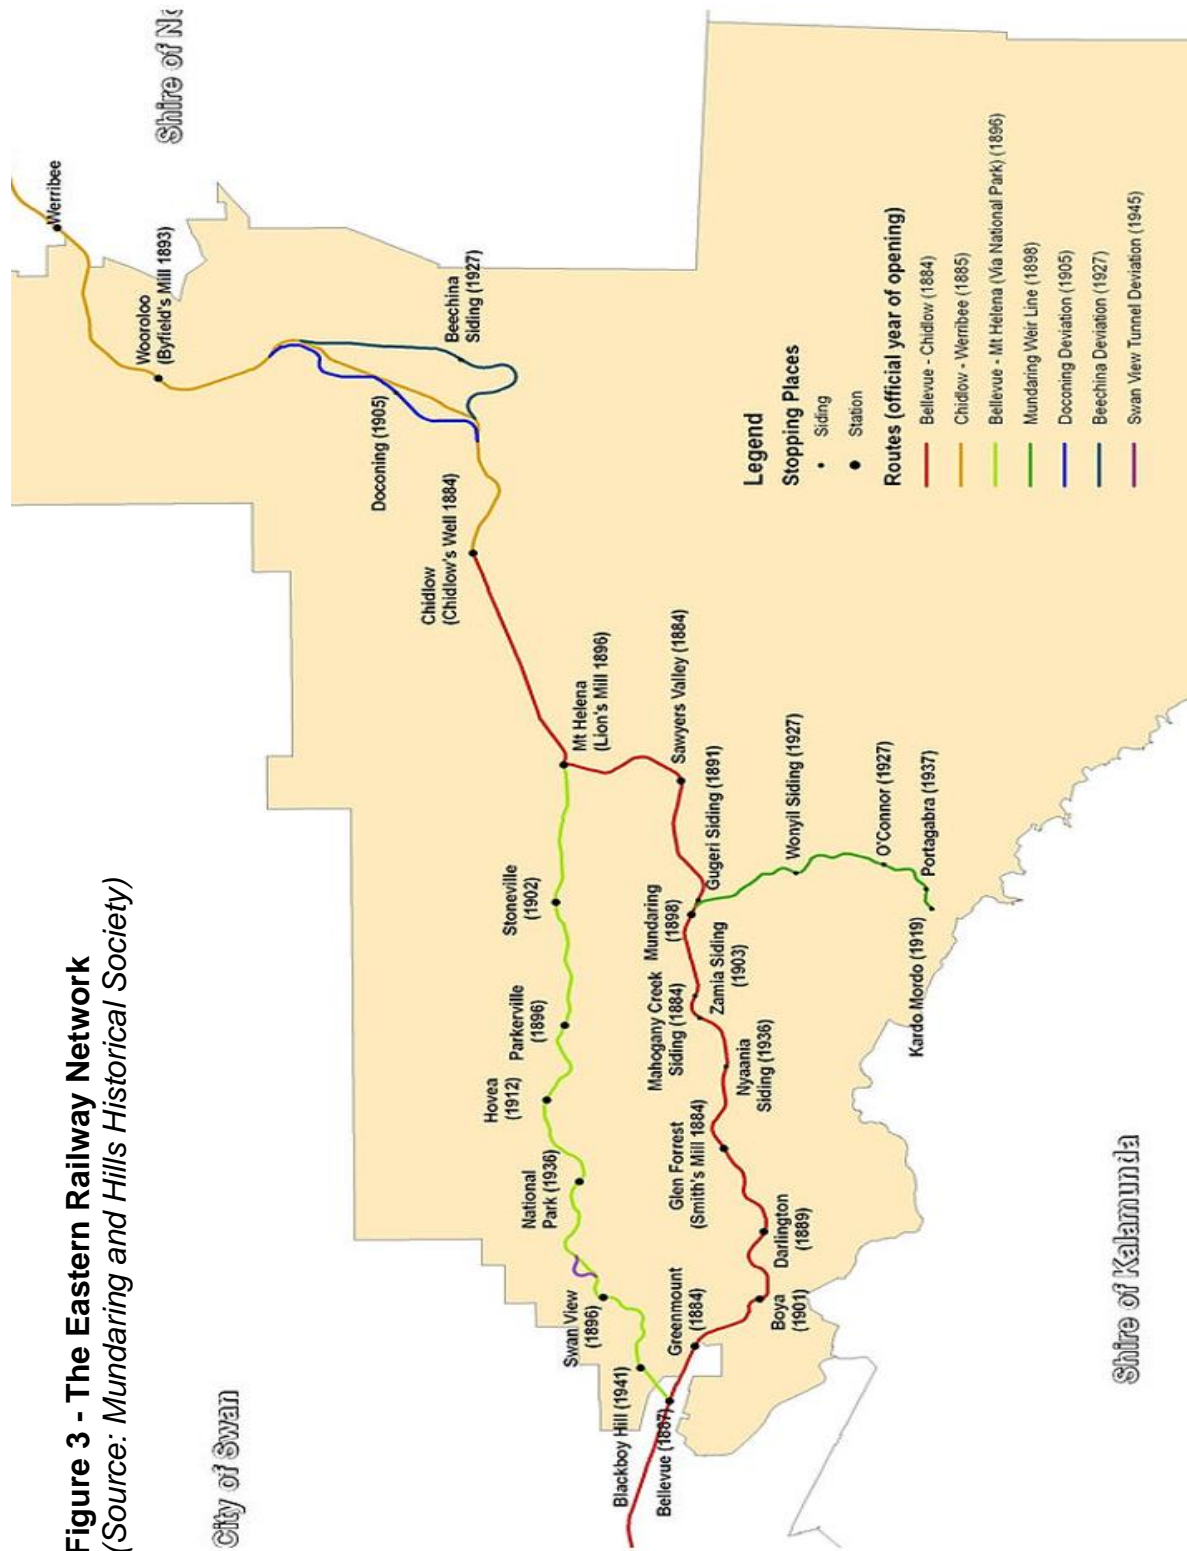 Figure 3 - The Eastern Railway Network
(Source: Mundaring and Hills Historical Society)
City of Swan
Shire of
Werribee
Wooroloo
(Byfield's Mill 1893)
Beechina
Siding (1927)
Doconing (1905)
Chidlow
(Chidlow's Well 1884)
Mt Helena
(Lion's Mill 1896)
Stoneville
(1902)
Parkerville
(1896)
Hovea
(1912)
National
Park (1936)
Swan View
(1896)
Blackboy Hill (1941)
Bellevue
Greenmount
(1884)
Boya
(1901)
Darlington
(1889)
Glen Forrest
(Smith's Mill 1884)
Nyaania
Siding (1936)
Mahogany Creek
Siding (1884)
Zamia Siding
(1903)
Mundaring
(1898)
Gugeri Siding (1891)
Sawyers Valley (1884)
Wonyil Siding (1927)
O'Connor (1927)
Portagabra (1937)
Kardo Mordo (1919)
Shire of Kalamunda
Legend
Stopping Places
Siding
Station
Routes (official year of opening)
Bellevue - Chidlow (1884)
Chidlow - Werribee (1885)
Bellevue - Mt Helena (Via National Park) (1896)
Mundaring Weir Line (1898)
Doconing Deviation (1905)
Beechina Deviation (1927)
Swan View Tunnel Deviation (1945)